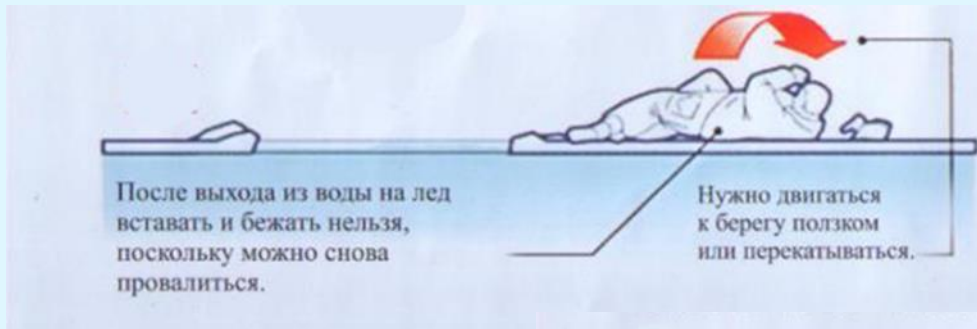 После выхода из воды на лед
вставать и бежать нельзя,
поскольку можно снова
провалиться.
Нужно двигаться
к берегу ползком
или перекатываться.